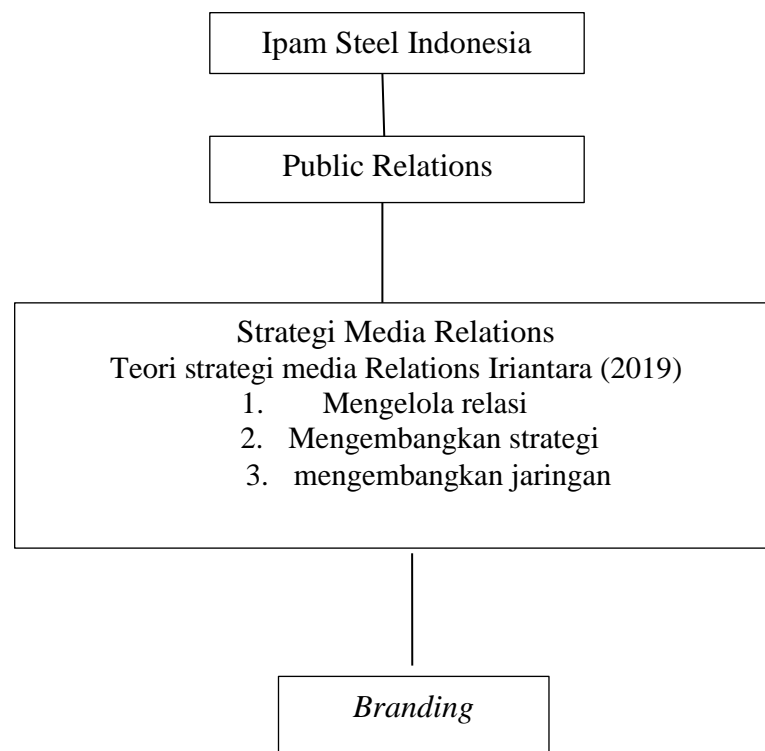 Ipam Steel Indonesia
Public Relations
Strategi Media Relations
Teori strategi media Relations Iriantara (2019)
1. Mengelola relasi
2. Mengembangkan strategi
3. mengembangkan jaringan
Branding